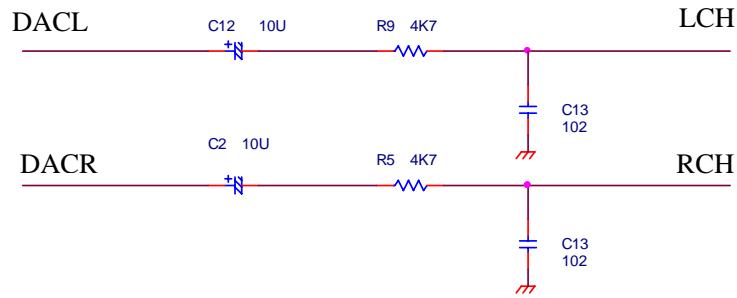 DACL C12 10U R9 4K7 LCH
+
C13
102
C2 10U
DACR + R5 4K7 RCH
C13
102